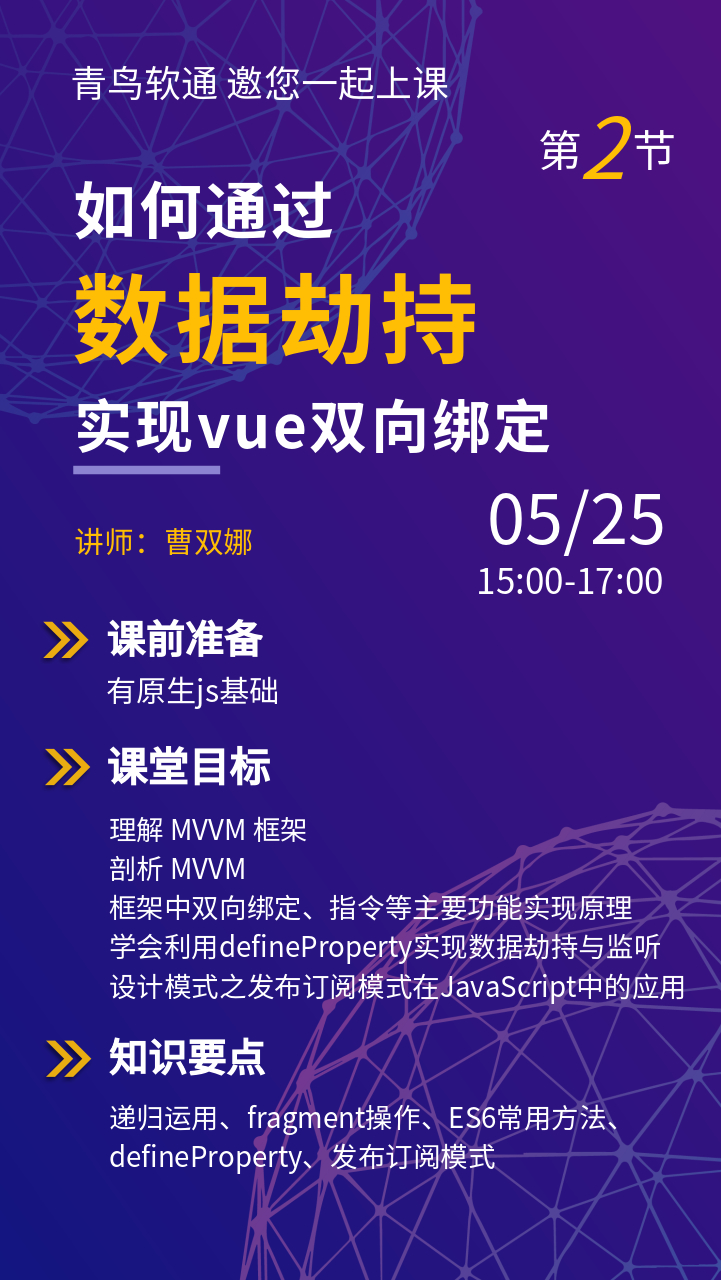 青鸟软通 邀您一起上课
第2节
如何通过
数据劫持
实现vue双向绑定
05/25
讲师：曹双娜
15:00-17:00
课前准备
有原生js基础
课堂目标
理解 MVVM 框架
剖析 MVVM
框架中双向绑定、指令等主要功能实现原理
学会利用defineProperty实现数据劫持与监听
设计模式之发布订阅模式在JavaScript中的应用
知识要点
递归运用、fragment操作、ES6常用方法、
defineProperty、发布订阅模式